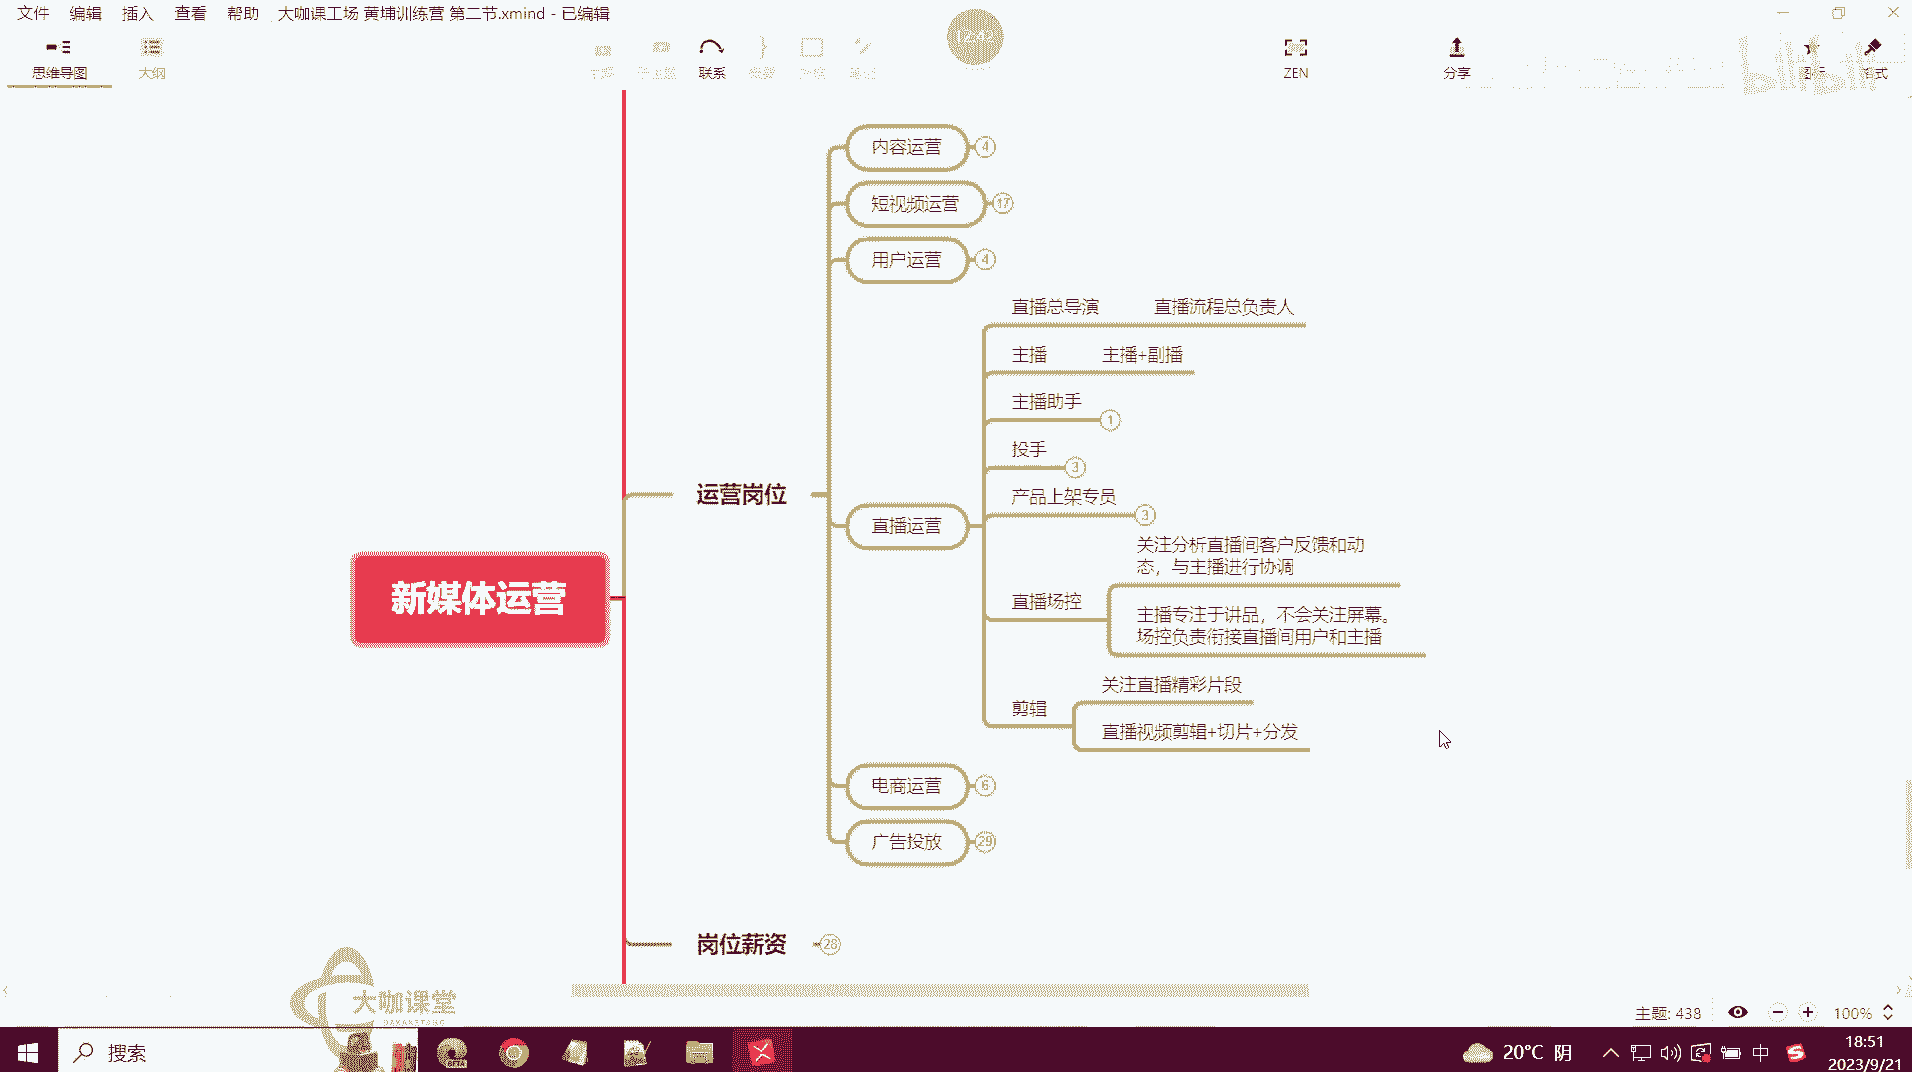 文件 编辑 插入 查看 帮助 大咖课工场 黄埔训练营 第二节.xmind - 已编辑
12:42
思维导图 大纲 联系 ZEN 分享 图标 格式
bilibili
内容运营 4
短视频运营 17
用户运营 4
直播总导演 直播流程总负责人
主播 主播+副播
主播助手 1
投手 3
产品上架专员 3
运营岗位
直播运营
关注分析直播间客户反馈和动
态，与主播进行协调
直播场控
主播专注于讲品，不会关注屏幕。
场控负责衔接直播间用户和主播
新媒体运营
关注直播精彩片段
剪辑
直播视频剪辑+切片+分发
电商运营 6
广告投放 29
岗位薪资 28
大咖课堂
DAKAKETANG
主题: 438 100%
搜索
BETA
20°C 阴
中
18:51
2023/9/21